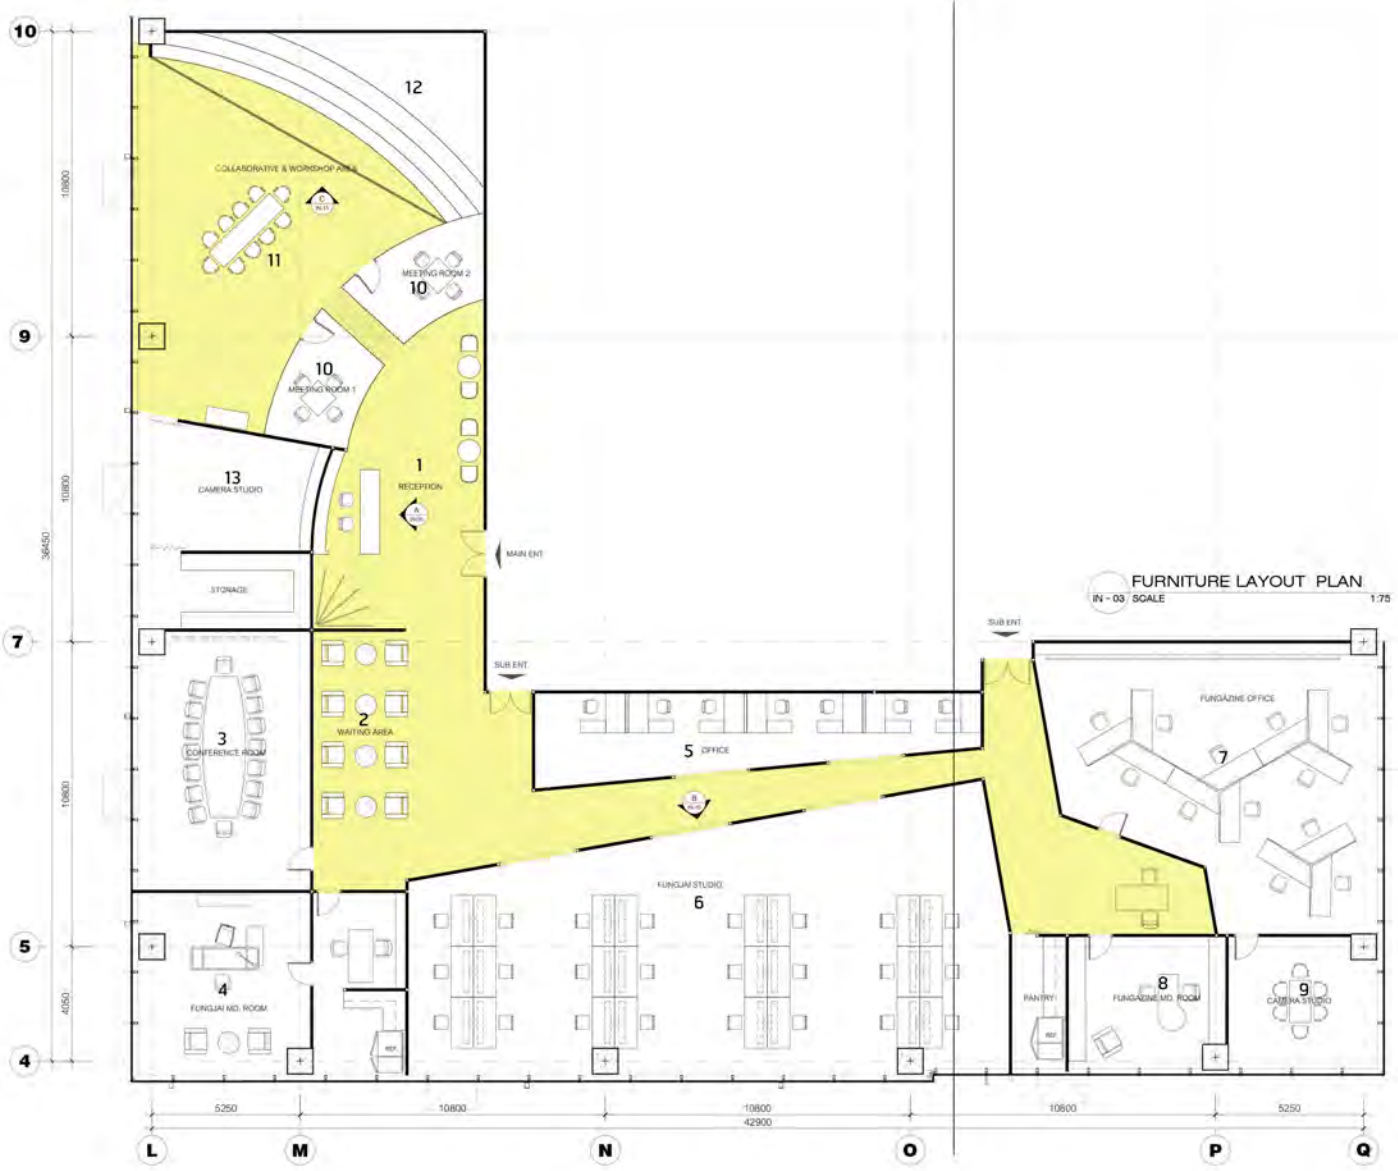 10
12
10800
COLLABORATIVE & WORKSHOP AREA
C
11
MEETING ROOM 2
10
9
10
MEETING ROOM 1
1
RECEPTION
13
CAMERA STUDIO
10800
A
36450
MAIN ENT
STORAGE
FURNITURE LAYOUT PLAN
IN - 03 SCALE 1:75
SUB ENT.
7
SUB ENT.
FUNGAZINE OFFICE
2
WAITING AREA
3
CONFERENCE ROOM
5 OFFICE
7
10800
B
FUNGJAI STUDIO
6
5
4
FUNGJAI MD. ROOM
4050
PANTRY
8
FUNGAZINE MD. ROOM
9
CAMERA STUDIO
REF.
REF.
4
5250
10800
10800
10800
5250
42900
L
M
N
O
P
Q